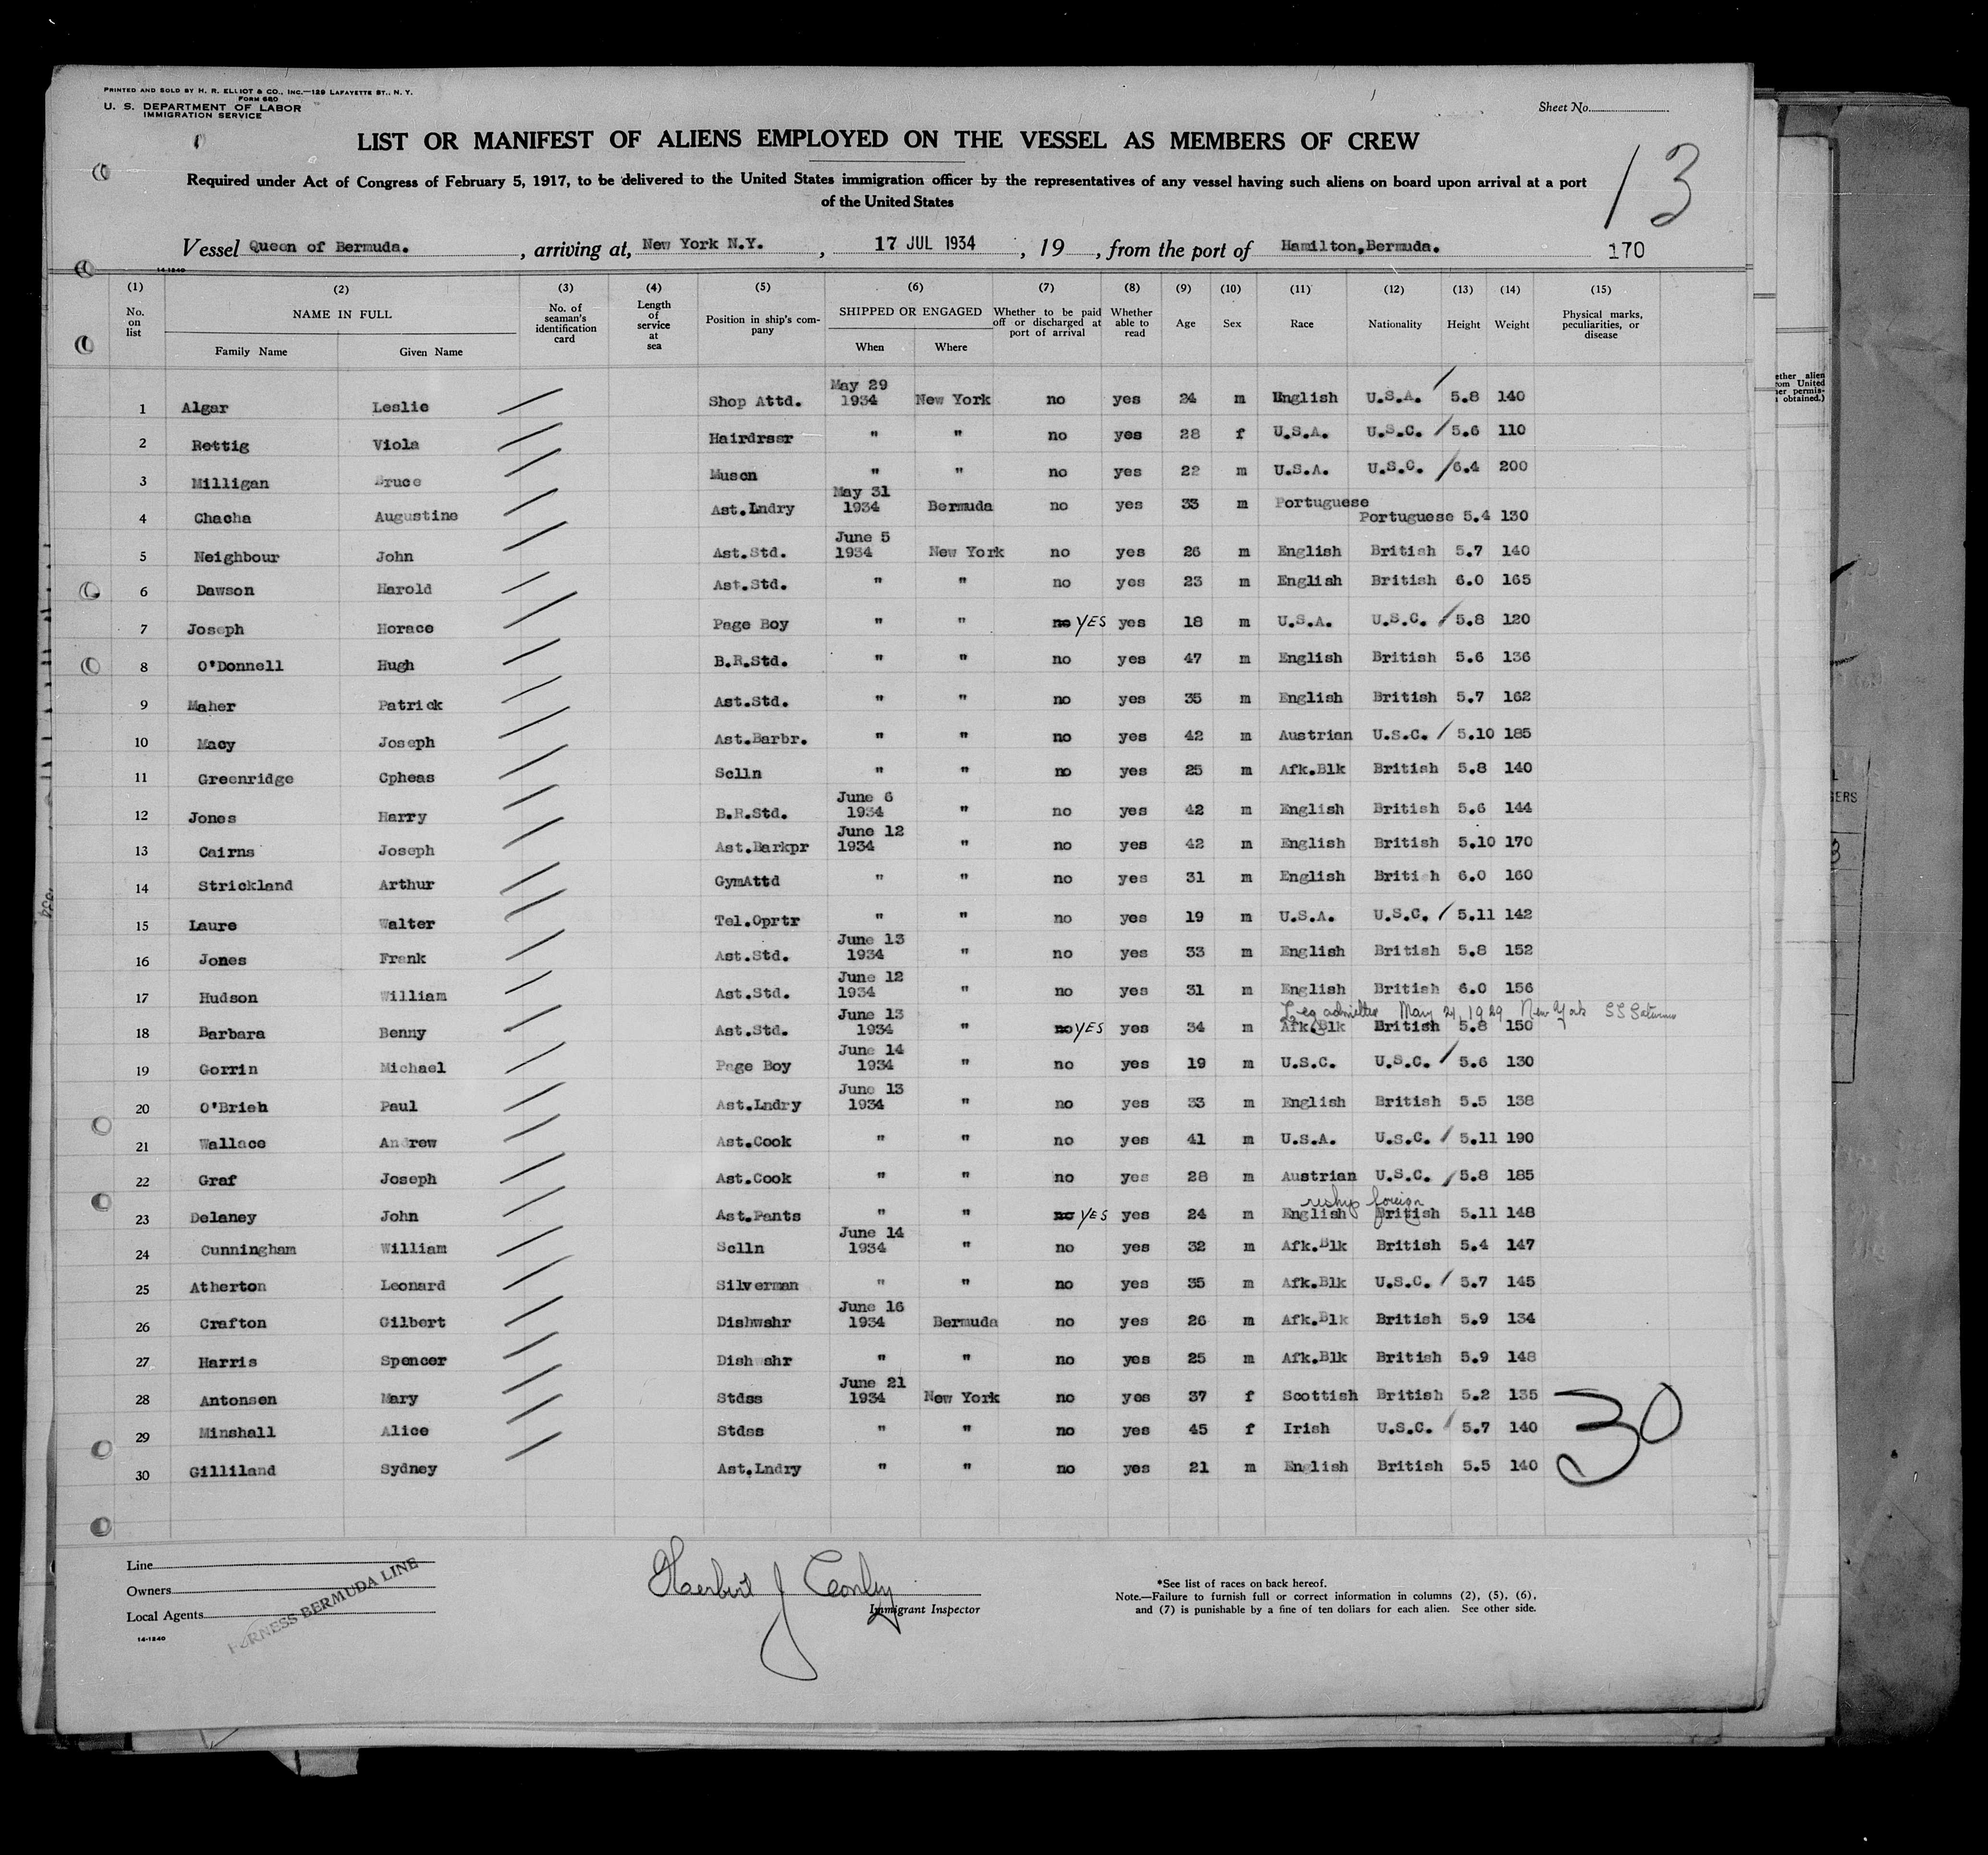 PRINTED AND SOLD BY H. R. ELLIOT & CO., INC.—129 LAFAYETTE ST., N. Y.
FORM 680
U. S. DEPARTMENT OF LABOR
IMMIGRATION SERVICE
Sheet No.
LIST OR MANIFEST OF ALIENS EMPLOYED ON THE VESSEL AS MEMBERS OF CREW
13
Required under Act of Congress of February 5, 1917, to be delivered to the United States immigration officer by the representatives of any vessel having such aliens on board upon arrival at a port
of the United States
Vessel Queen of Bermuda. , arriving at, New York N.Y. , 17 JUL 1934 , 19 , from the port of Hamilton,Bermuda. 170
14-1240
(1) (2) (3) (4) (5) (6) (7) (8) (9) (10) (11) (12) (13) (14) (15)
No. on list NAME IN FULL Family Name Given Name No. of seaman's identification card Length of service at sea Position in ship's company SHIPPED OR ENGAGED When Where Whether to be paid off or discharged at port of arrival Whether able to read Age Sex Race Nationality Height Weight Physical marks, peculiarities, or disease
1 Algar Leslie Shop Attd. May 29 1934 New York no yes 24 m English U.S.A. 5.8 140
2 Rettig Viola Hairdrssr " " no yes 28 f U.S.A. U.S.C. 5.6 110
3 Milligan Bruce Muscn " " no yes 22 m U.S.A. U.S.C. 6.4 200
4 Chacha Augustine Ast.Lndry May 31 1934 Bermuda no yes 33 m Portuguese Portuguese 5.4 130
5 Neighbour John Ast.Std. June 5 1934 New York no yes 26 m English British 5.7 140
6 Dawson Harold Ast.Std. " " no yes 23 m English British 6.0 165
7 Joseph Horace Page Boy " " no YES yes 18 m U.S.A. U.S.C. 5.8 120
8 O'Donnell Hugh B.R.Std. " " no yes 47 m English British 5.6 136
9 Maher Patrick Ast.Std. " " no yes 35 m English British 5.7 162
10 Macy Joseph Ast.Barbr. " " no yes 42 m Austrian U.S.C. 5.10 185
11 Greenridge Cpheas Sclln " " no yes 25 m Afk.Blk British 5.8 140
12 Jones Harry B.R.Std. June 6 1934 " no yes 42 m English British 5.6 144
13 Cairns Joseph Ast.Barkpr June 12 1934 " no yes 42 m English British 5.10 170
14 Strickland Arthur GymAttd " " no yes 31 m English British 6.0 160
15 Laure Walter Tel.Oprtr " " no yes 19 m U.S.A. U.S.C. 5.11 142
16 Jones Frank Ast.Std. June 13 1934 " no yes 33 m English British 5.8 152
17 Hudson William Ast.Std. June 12 1934 " no yes 31 m English British 6.0 156
Leg admitted May 21, 1929 New York SS Saturnia
18 Barbara Benny Ast.Std. June 13 1934 " no YES yes 34 m Afk.Blk British 5.8 150
19 Gorrin Michael Page Boy June 14 1934 " no yes 19 m U.S.C. U.S.C. 5.6 130
20 O'Brieh Paul Ast.Lndry June 13 1934 " no yes 33 m English British 5.5 138
21 Wallace Andrew Ast.Cook " " no yes 41 m U.S.A. U.S.C. 5.11 190
22 Graf Joseph Ast.Cook " " no yes 28 m Austrian U.S.C. 5.8 185
reship foreign
23 Delaney John Ast.Pants " " no YES yes 24 m English British 5.11 148
24 Cunningham William Sclln June 14 1934 " no yes 32 m Afk.Blk British 5.4 147
25 Atherton Leonard Silverman " " no yes 35 m Afk.Blk U.S.C. 5.7 145
26 Crafton Gilbert Dishwshr June 16 1934 Bermuda no yes 26 m Afk.Blk British 5.9 134
27 Harris Spencer Dishwshr " " no yes 25 m Afk.Blk British 5.9 148
28 Antonsen Mary Stdss June 21 1934 New York no yes 37 f Scottish British 5.2 135
29 Minshall Alice Stdss " " no yes 45 f Irish U.S.C. 5.7 140
30 Gilliland Sydney Ast.Lndry " " no yes 21 m English British 5.5 140
30
Line
Owners
Local Agents
FURNESS BERMUDA LINE
14-1240
Herbert J Conley
Immigrant Inspector
*See list of races on back hereof.
Note.—Failure to furnish full or correct information in columns (2), (5), (6),
and (7) is punishable by a fine of ten dollars for each alien. See other side.